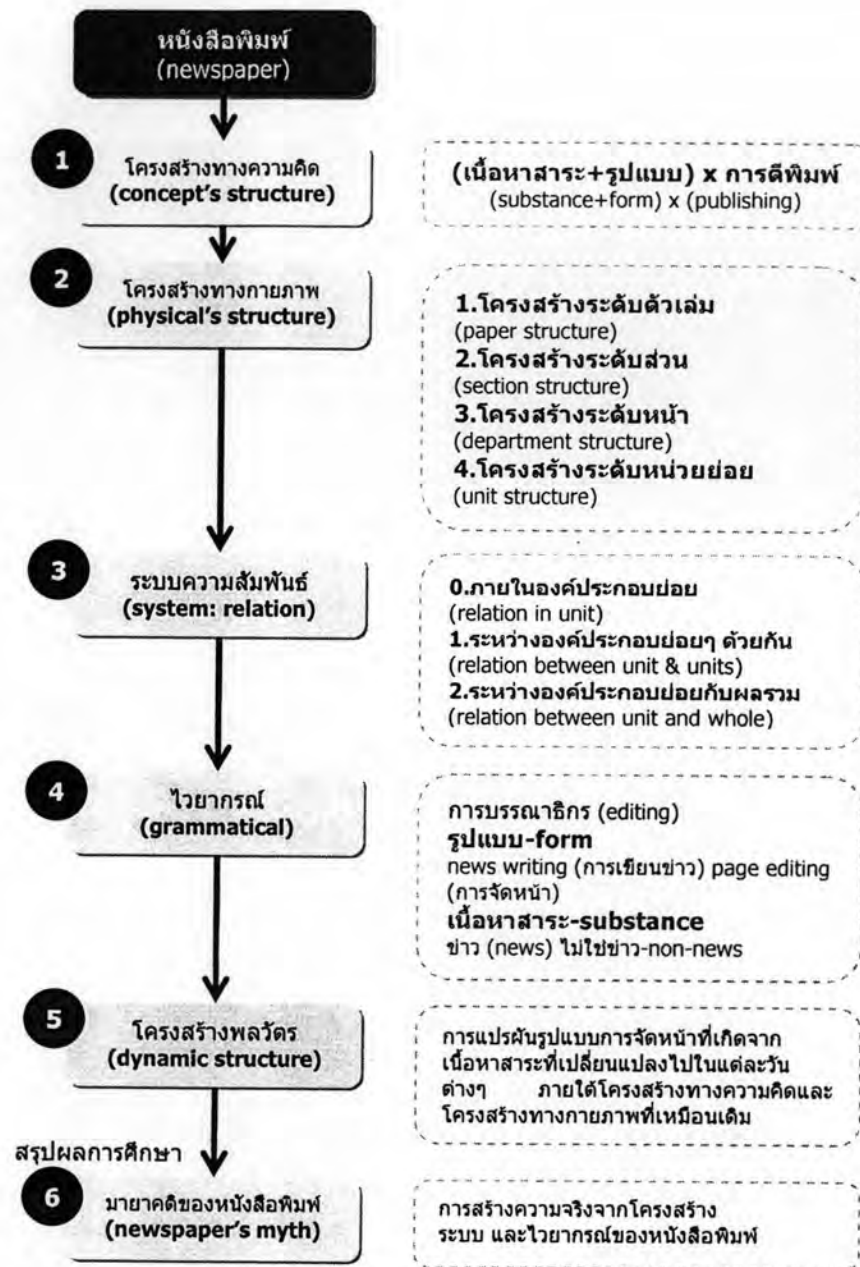 หนังสือพิมพ์
(newspaper)
1
โครงสร้างทางความคิด
(concept's structure)
(เนื้อหาสาระ+รูปแบบ) x การตีพิมพ์
(substance+form) x (publishing)
2
โครงสร้างทางกายภาพ
(physical's structure)
1.โครงสร้างระดับตัวเล่ม
(paper structure)
2.โครงสร้างระดับส่วน
(section structure)
3.โครงสร้างระดับหน้า
(department structure)
4.โครงสร้างระดับหน่วยย่อย
(unit structure)
3
ระบบความสัมพันธ์
(system: relation)
0.ภายในองค์ประกอบย่อย
(relation in unit)
1.ระหว่างองค์ประกอบย่อยๆ ด้วยกัน
(relation between unit & units)
2.ระหว่างองค์ประกอบย่อยกับผลรวม
(relation between unit and whole)
4
ไวยากรณ์
(grammatical)
การบรรณาธิกร (editing)
รูปแบบ-form
news writing (การเขียนข่าว) page editing
(การจัดหน้า)
เนื้อหาสาระ-substance
ข่าว (news) ไม่ใช่ข่าว-non-news
5
โครงสร้างพลวัตร
(dynamic structure)
การแปรผันรูปแบบการจัดหน้าที่เกิดจาก
เนื้อหาสาระที่เปลี่ยนแปลงไปในแต่ละวัน
ต่างๆ ภายใต้โครงสร้างทางความคิดและ
โครงสร้างทางกายภาพที่เหมือนเดิม
สรุปผลการศึกษา
6
มายาคติของหนังสือพิมพ์
(newspaper's myth)
การสร้างความจริงจากโครงสร้าง
ระบบ และไวยากรณ์ของหนังสือพิมพ์